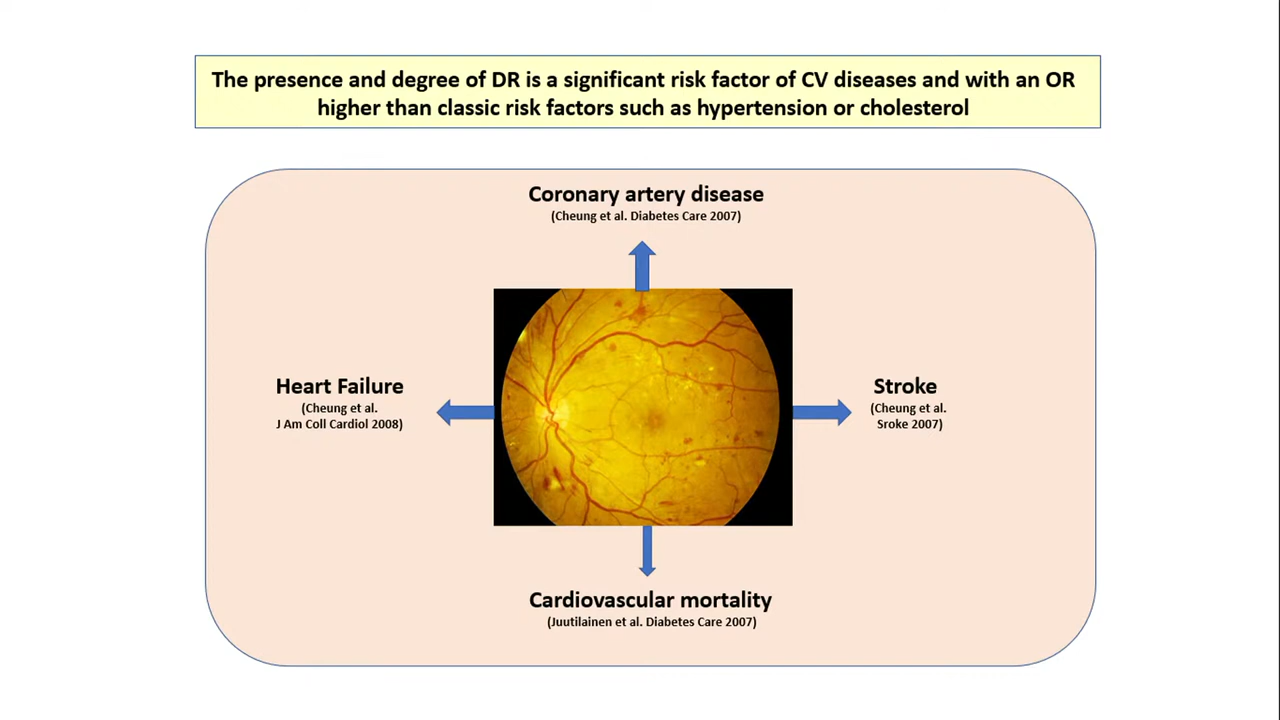 The presence and degree of DR is a significant risk factor of CV diseases and with an OR
higher than classic risk factors such as hypertension or cholesterol
Coronary artery disease
(Cheung et al. Diabetes Care 2007)
Heart Failure
(Cheung et al.
J Am Coll Cardiol 2008)
Stroke
(Cheung et al.
Sroke 2007)
Cardiovascular mortality
(Juutilainen et al. Diabetes Care 2007)